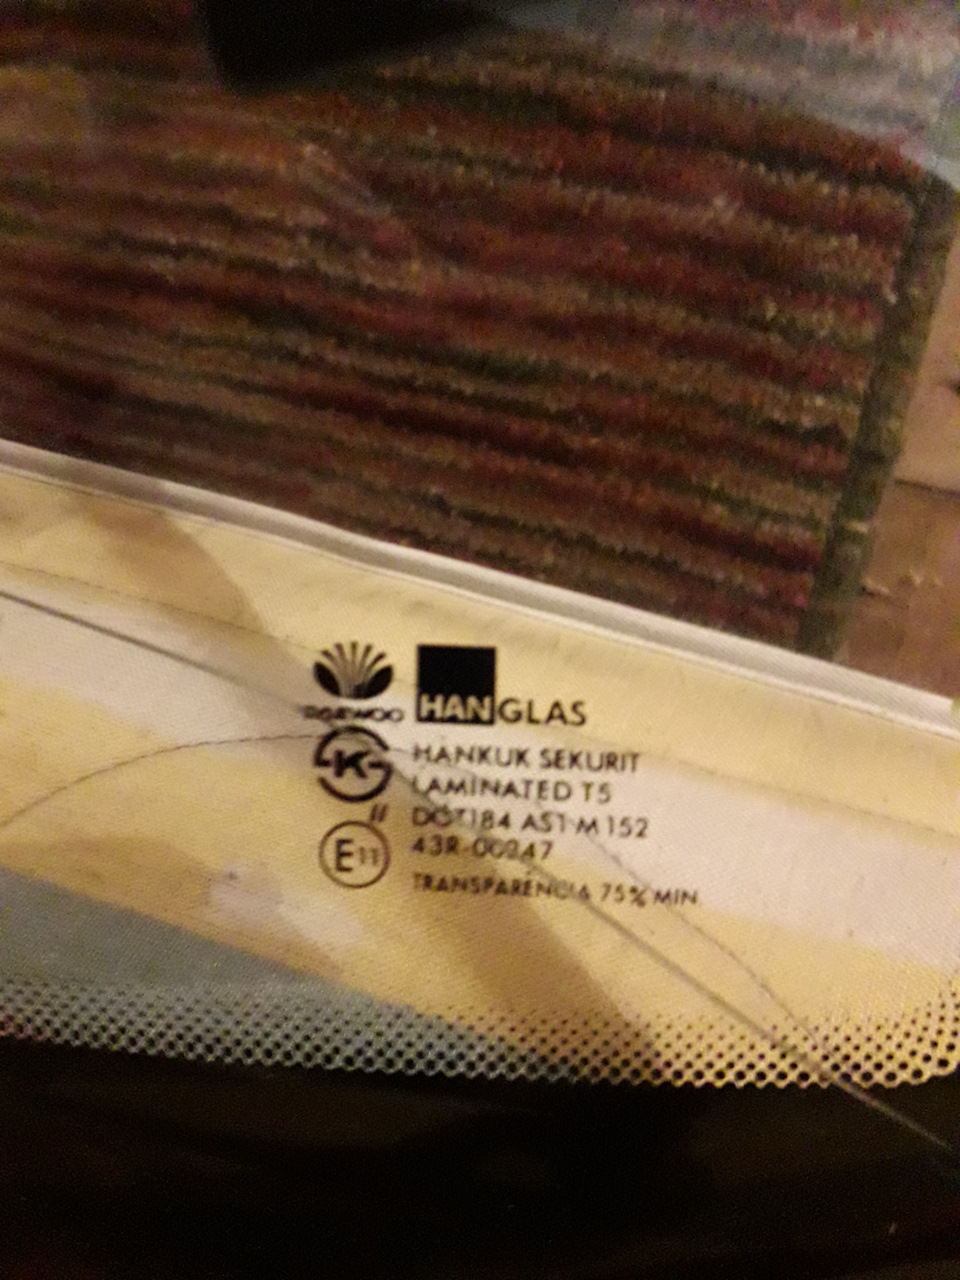 DAEWOO
HANGLAS
K
HANKUK SEKURIT
LAMINATED T5
DOT184 AS1 M152
E11
43R-00247
TRANSPARENCIA 75% MIN